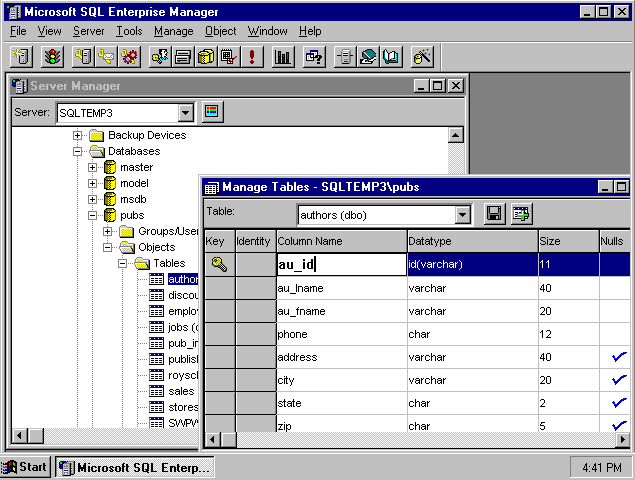 Microsoft SQL Enterprise Manager
File View Server Tools Manage Object Window Help
Server Manager
Server: SQLTEMP3
Backup Devices
Databases
master
model
msdb
pubs
Groups/User
Objects
Tables
author
discou
employ
jobs (d
pub_in
publish
roysch
sales
stores
Manage Tables - SQLTEMP3\pubs
Table: authors (dbo)
Key Identity Column Name Datatype Size Nulls
au_id id(varchar) 11
au_lname varchar 40
au_fname varchar 20
phone char 12
address varchar 40
city varchar 20
state char 2
zip char 5
Start Microsoft SQL Enterp... 4:41 PM